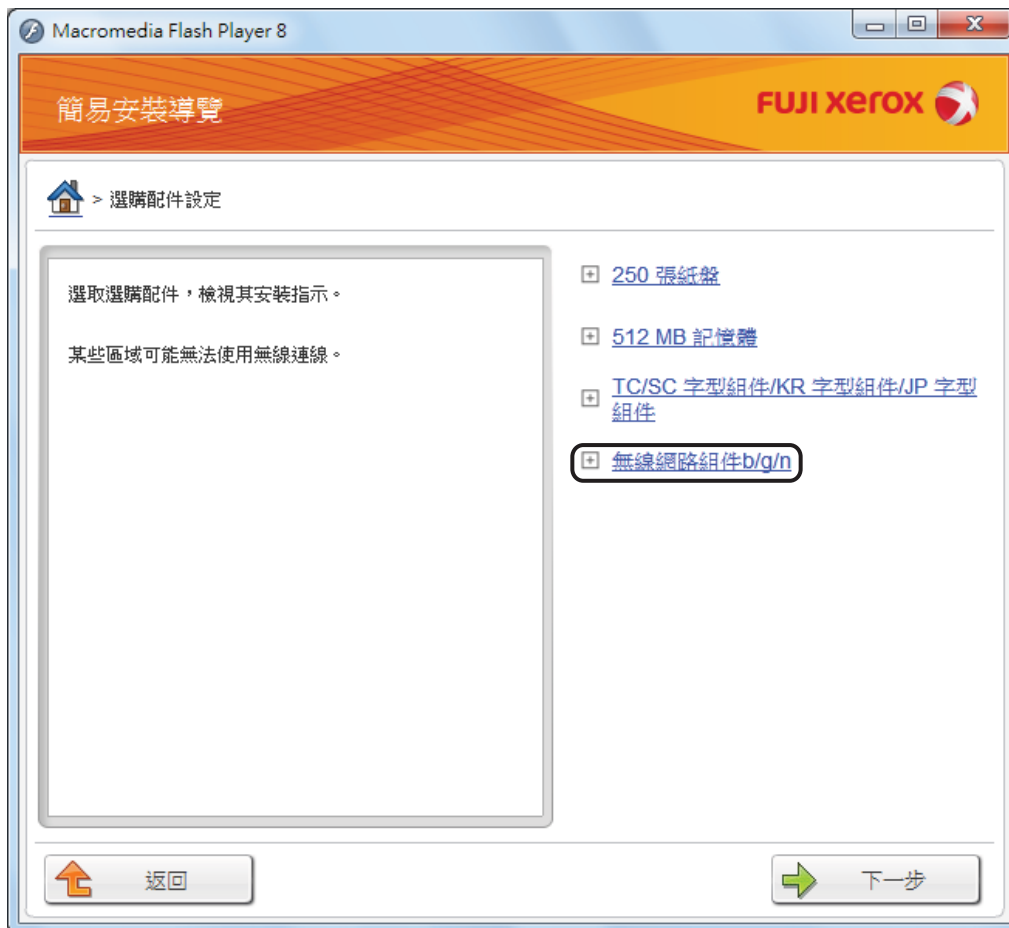 Macromedia Flash Player 8
簡易安裝導覽
FUJI xerox
> 選購配件設定
選取選購配件，檢視其安裝指示。
某些區域可能無法使用無線連線。
250 張紙盤
512 MB 記憶體
TC/SC 字型組件/KR 字型組件/JP 字型
組件
無線網路組件b/g/n
返回
下一步